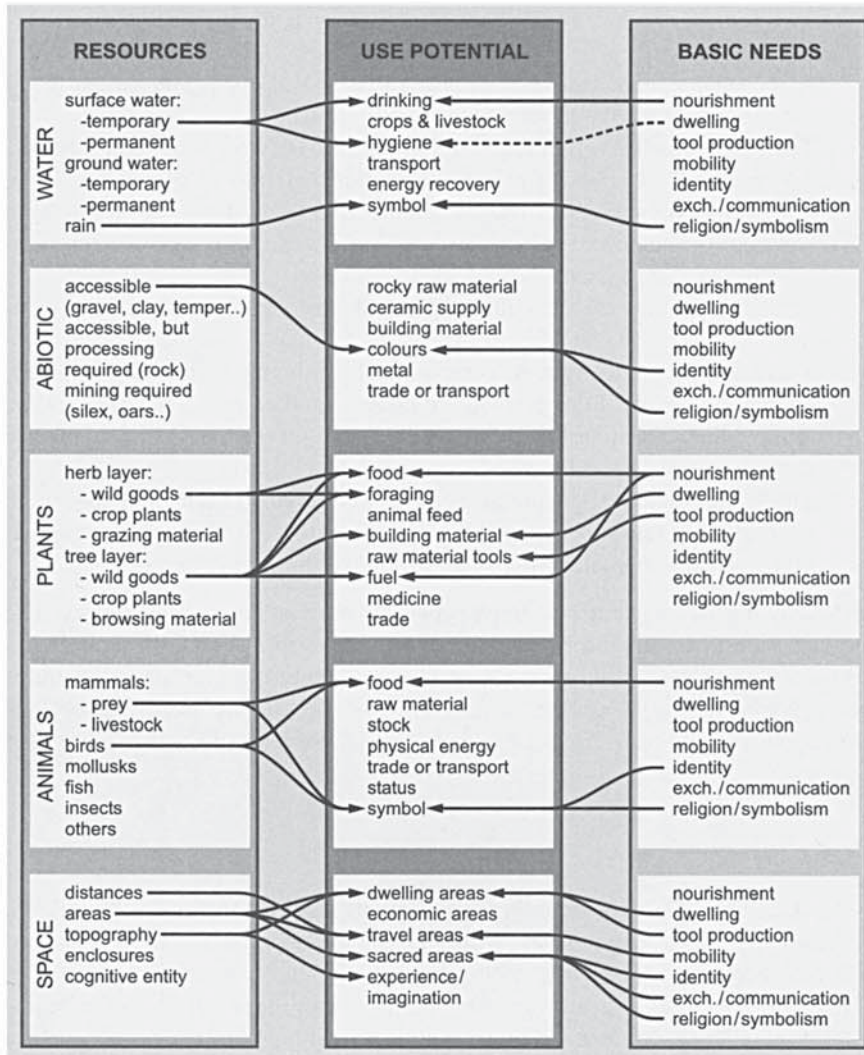 RESOURCES
USE POTENTIAL
BASIC NEEDS
WATER
surface water:
-temporary
-permanent
ground water:
-temporary
-permanent
rain
drinking
crops & livestock
hygiene
transport
energy recovery
symbol
nourishment
dwelling
tool production
mobility
identity
exch./communication
religion/symbolism
ABIOTIC
accessible
(gravel, clay, temper..)
accessible, but
processing
required (rock)
mining required
(silex, oars..)
rocky raw material
ceramic supply
building material
colours
metal
trade or transport
nourishment
dwelling
tool production
mobility
identity
exch./communication
religion/symbolism
PLANTS
herb layer:
- wild goods
- crop plants
- grazing material
tree layer:
- wild goods
- crop plants
- browsing material
food
foraging
animal feed
building material
raw material tools
fuel
medicine
trade
nourishment
dwelling
tool production
mobility
identity
exch./communication
religion/symbolism
ANIMALS
mammals:
- prey
- livestock
birds
mollusks
fish
insects
others
food
raw material
stock
physical energy
trade or transport
status
symbol
nourishment
dwelling
tool production
mobility
identity
exch./communication
religion/symbolism
SPACE
distances
areas
topography
enclosures
cognitive entity
dwelling areas
economic areas
travel areas
sacred areas
experience/
imagination
nourishment
dwelling
tool production
mobility
identity
exch./communication
religion/symbolism